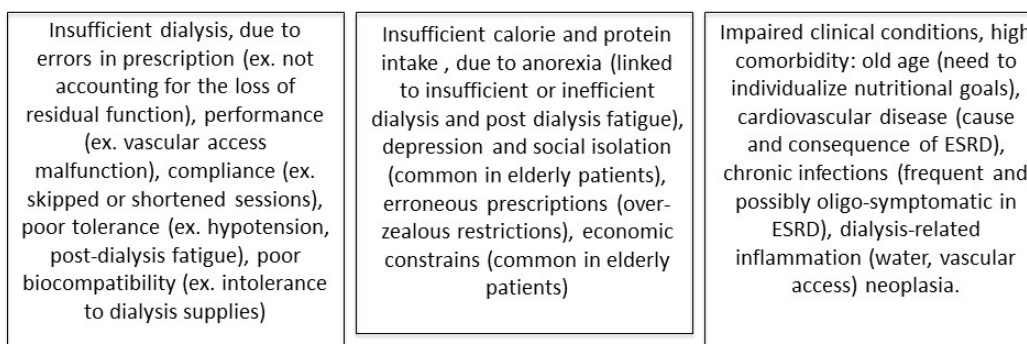 Insufficient dialysis, due to
errors in prescription (ex. not
accounting for the loss of
residual function), performance
(ex. vascular access
malfunction), compliance (ex.
skipped or shortened sessions),
poor tolerance (ex. hypotension,
post-dialysis fatigue), poor
biocompatibility (ex. intolerance
to dialysis supplies)
Insufficient calorie and protein
intake , due to anorexia (linked
to insufficient or inefficient
dialysis and post dialysis fatigue),
depression and social isolation
(common in elderly patients),
erroneous prescriptions (over-
zealous restrictions), economic
constrains (common in elderly
patients)
Impaired clinical conditions, high
comorbidity: old age (need to
individualize nutritional goals),
cardiovascular disease (cause
and consequence of ESRD),
chronic infections (frequent and
possibly oligo-symptomatic in
ESRD), dialysis-related
inflammation (water, vascular
access) neoplasia.